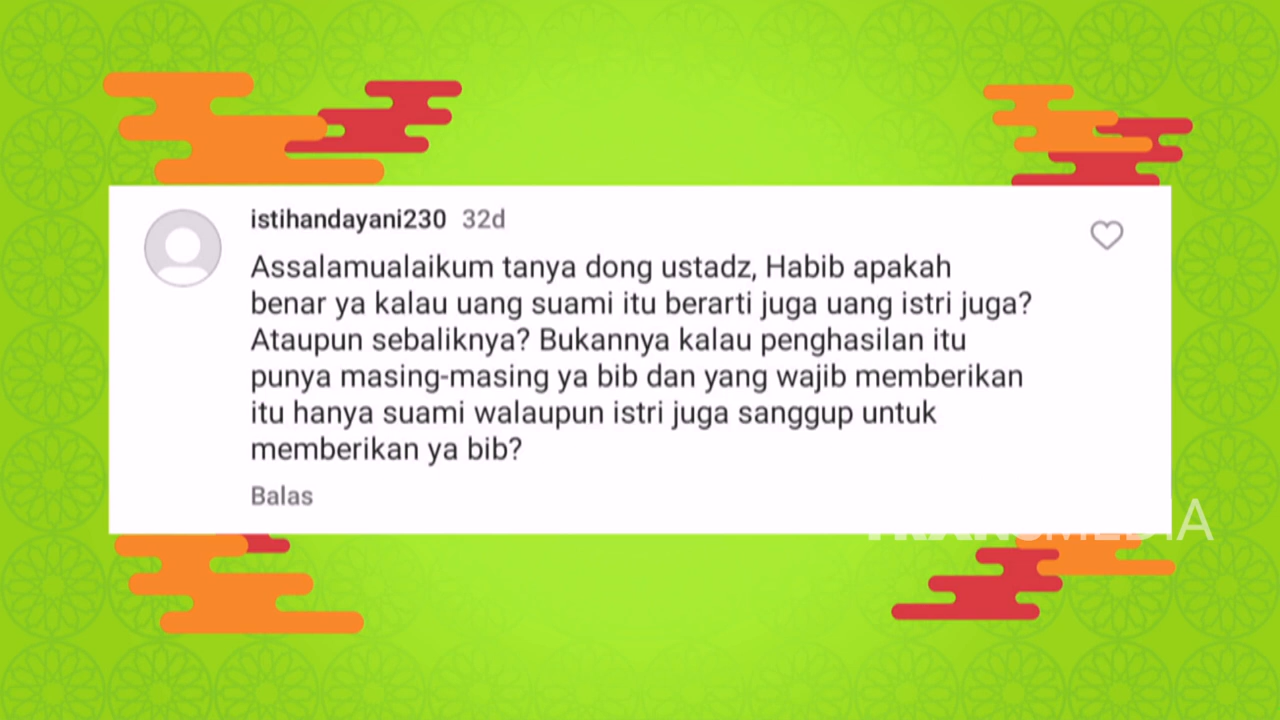 istihandayani230 32d
Assalamualaikum tanya dong ustadz, Habib apakah
benar ya kalau uang suami itu berarti juga uang istri juga?
Ataupun sebaliknya? Bukannya kalau penghasilan itu
punya masing-masing ya bib dan yang wajib memberikan
itu hanya suami walaupun istri juga sanggup untuk
memberikan ya bib?
Balas
TRANSMEDIA